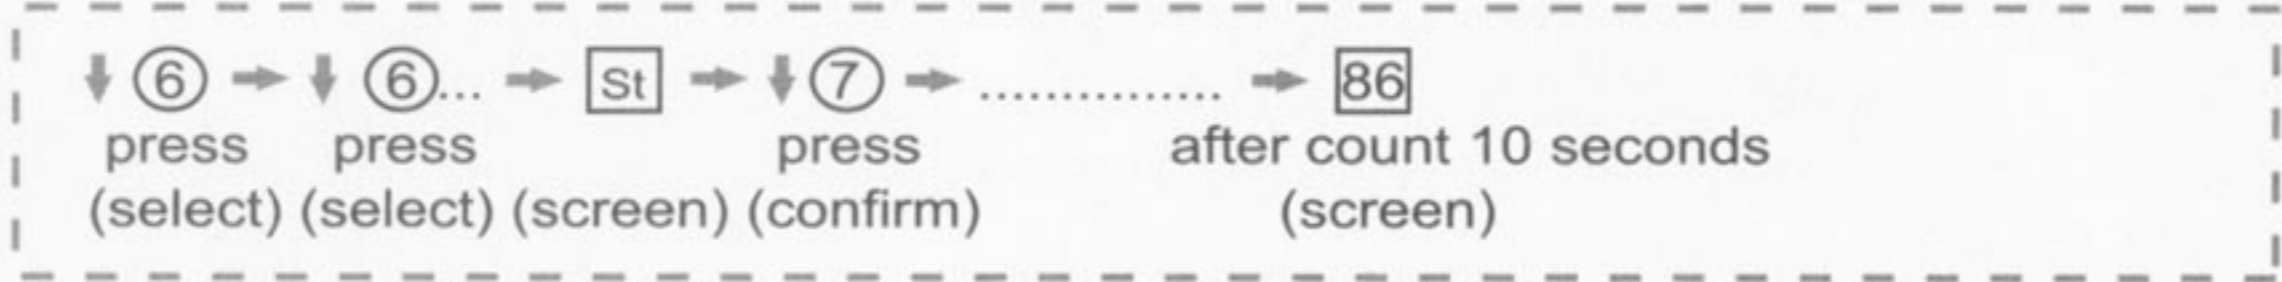 6 6... St 7 ............... 86
press press press after count 10 seconds
(select) (select) (screen) (confirm) (screen)